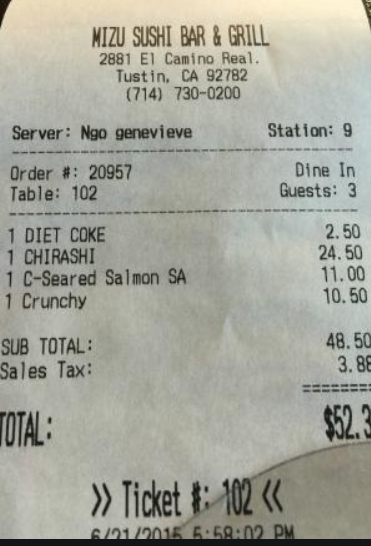 MIZU SUSHI BAR & GRILL
2881 El Camino Real.
Tustin, CA 92782
(714) 730-0200
Server: Ngo genevieve Station: 9
Order #: 20957 Dine In
Table: 102 Guests: 3
1 DIET COKE 2.50
1 CHIRASHI 24.50
1 C-Seared Salmon SA 11.00
1 Crunchy 10.50
SUB TOTAL: 48.50
Sales Tax: 3.88
TOTAL: $52.3
>> Ticket #: 102 <<
6/21/2015 5:58:02 PM